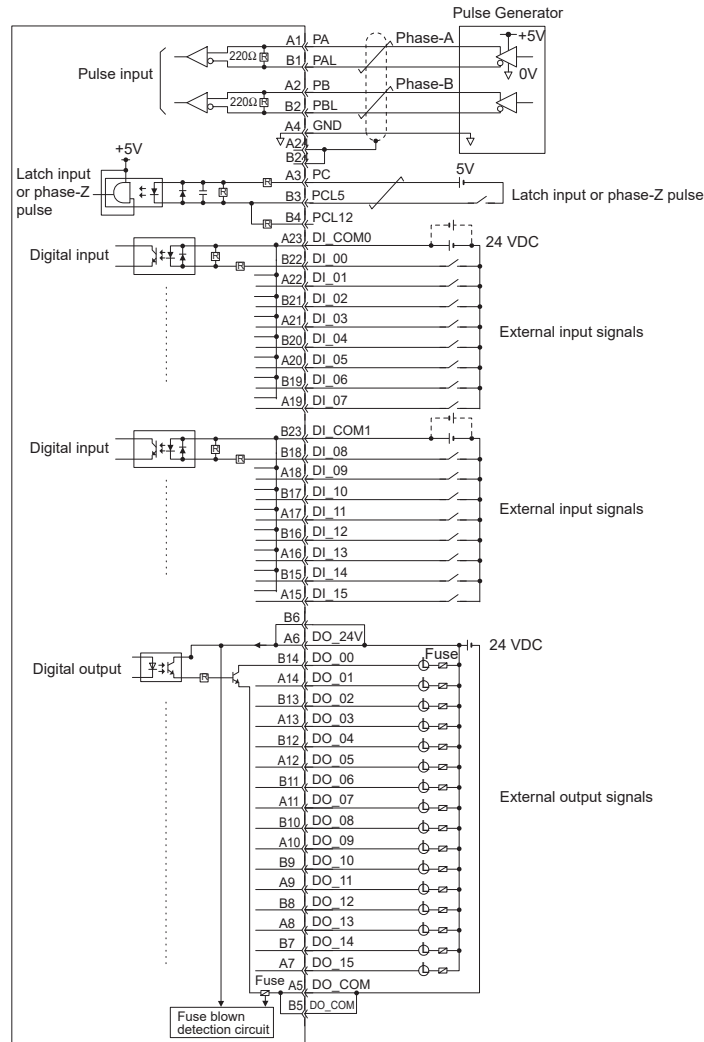 Pulse Generator
A1 PA Phase-A +5V
220Ω R
Pulse input B1 PAL
0V
A2 PB Phase-B
220Ω R
B2 PBL
A4 GND
A24
B24
+5V
Latch input or phase-Z pulse
R A3 PC 5V
R B3 PCL5 Latch input or phase-Z pulse
R B4 PCL12
A23 DI_COM0 24 VDC
Digital input R
R B22 DI_00
A22 DI_01
B21 DI_02
A21 DI_03 External input signals
B20 DI_04
A20 DI_05
B19 DI_06
A19 DI_07
B23 DI_COM1
Digital input R
R B18 DI_08
A18 DI_09
B17 DI_10
A17 DI_11 External input signals
B16 DI_12
A16 DI_13
B15 DI_14
A15 DI_15
B6
A6 DO_24V 24 VDC
Digital output R B14 DO_00 L Fuse
A14 DO_01 L
B13 DO_02 L
A13 DO_03 L
B12 DO_04 L
A12 DO_05 L
B11 DO_06 L
A11 DO_07 L External output signals
B10 DO_08 L
A10 DO_09 L
B9 DO_10 L
A9 DO_11 L
B8 DO_12 L
A8 DO_13 L
B7 DO_14 L
A7 DO_15 L
Fuse A5 DO_COM
B5 DO_COM
Fuse blown
detection circuit